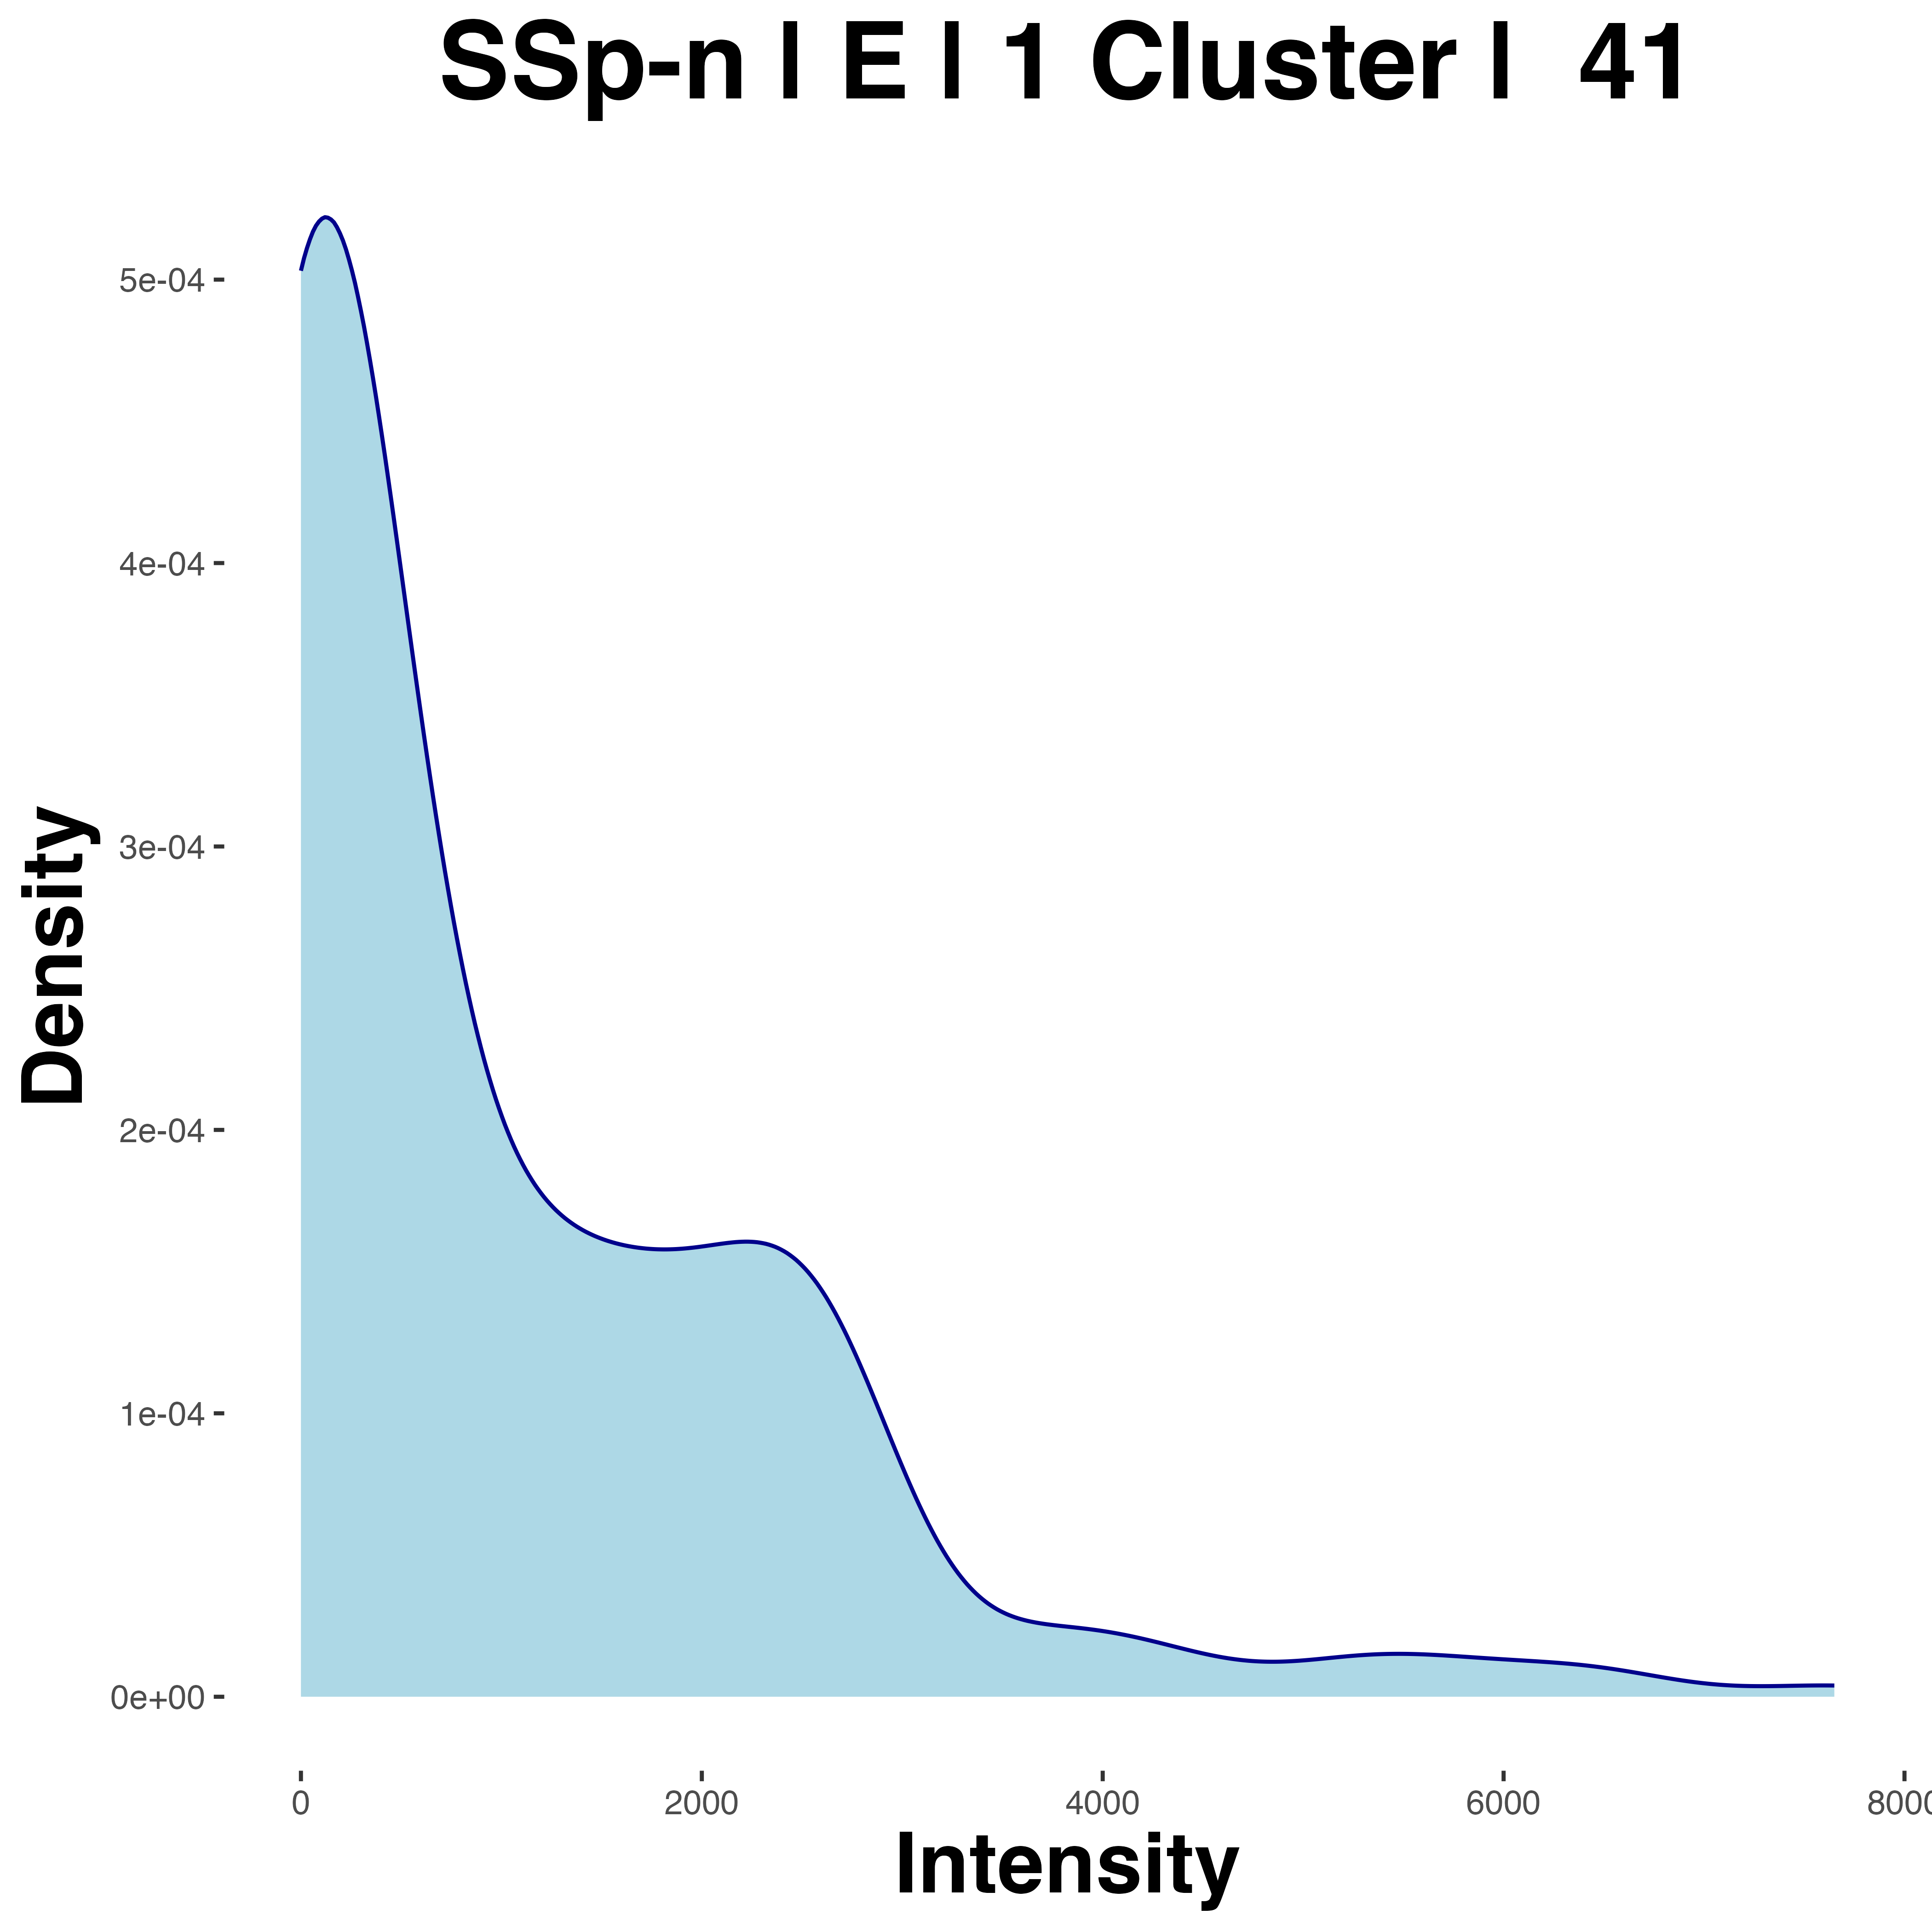 SSp-n | E | 1 Cluster |  41
Density
5e-04
4e-04
3e-04
2e-04
1e-04
0e+00
0 2000 4000 6000 8000
Intensity